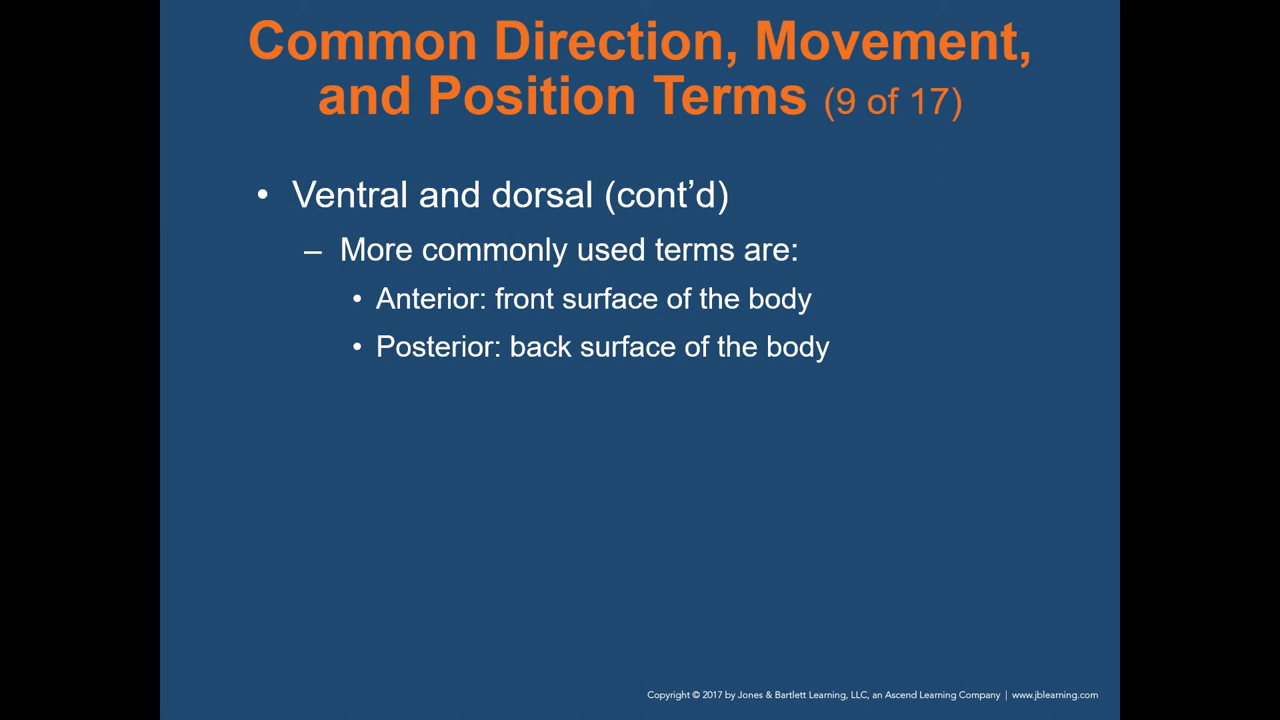 Common Direction, Movement,
and Position Terms (9 of 17)
• Ventral and dorsal (cont’d)
– More commonly used terms are:
• Anterior: front surface of the body
• Posterior: back surface of the body
Copyright © 2017 by Jones & Bartlett Learning, LLC, an Ascend Learning Company | www.jblearning.com